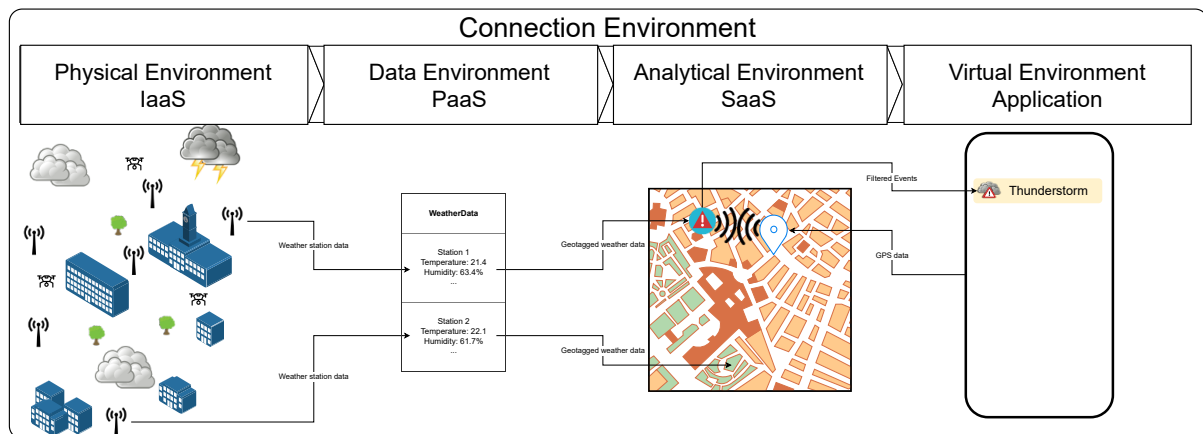 Connection Environment
Physical Environment
IaaS
Data Environment
PaaS
Analytical Environment
SaaS
Virtual Environment
Application
Filtered Events
Thunderstorm
WeatherData
Weather station data
Geotagged weather data
GPS data
Station 1
Temperature: 21.4
Humidity: 63.4%
...
Station 2
Temperature: 22.1
Humidity: 61.7%
...
Geotagged weather data
Weather station data